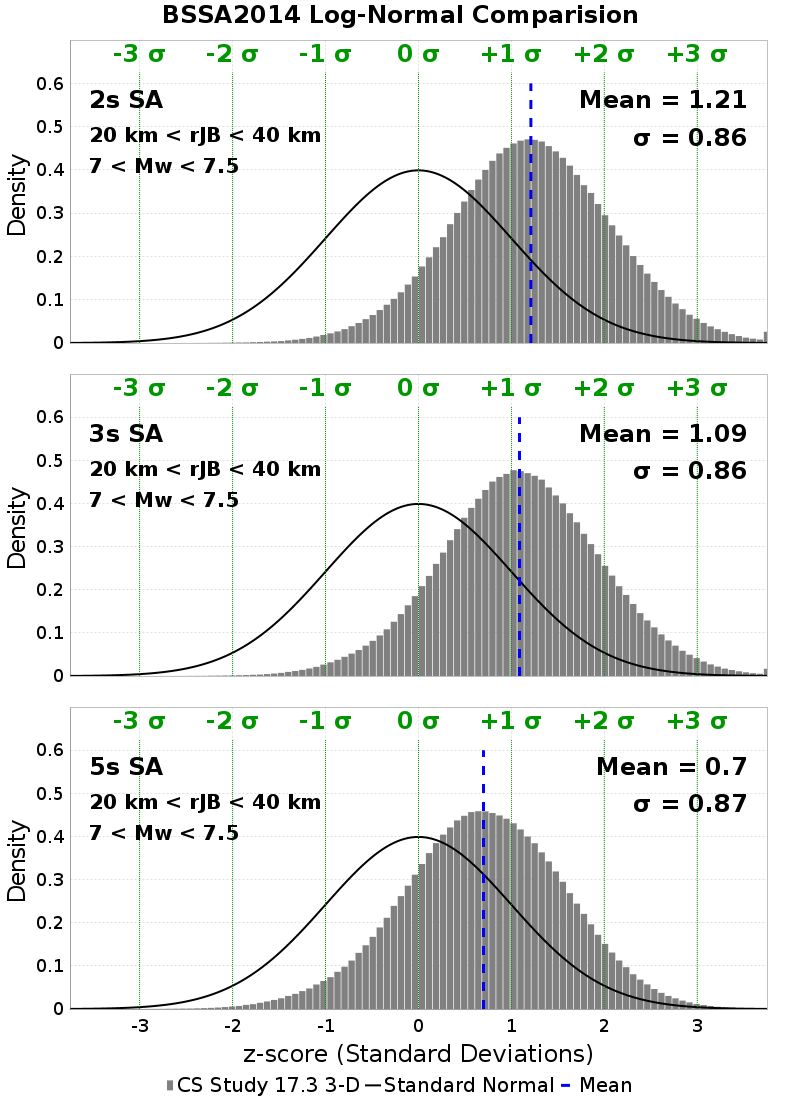 BSSA2014 Log-Normal Comparision
-3 σ -2 σ -1 σ 0 σ +1 σ +2 σ +3 σ
0.6
2s SA Mean = 1.21
0.5
20 km < rJB < 40 km σ = 0.86
7 < Mw < 7.5
0.4
0.3
0.2
0.1
0
Density
-3 σ -2 σ -1 σ 0 σ +1 σ +2 σ +3 σ
0.6
3s SA Mean = 1.09
0.5
20 km < rJB < 40 km σ = 0.86
7 < Mw < 7.5
0.4
0.3
0.2
0.1
0
Density
-3 σ -2 σ -1 σ 0 σ +1 σ +2 σ +3 σ
0.6
5s SA Mean = 0.7
0.5
20 km < rJB < 40 km σ = 0.87
7 < Mw < 7.5
0.4
0.3
0.2
0.1
0
Density
-3 -2 -1 0 1 2 3
z-score (Standard Deviations)
CS Study 17.3 3-D Standard Normal Mean